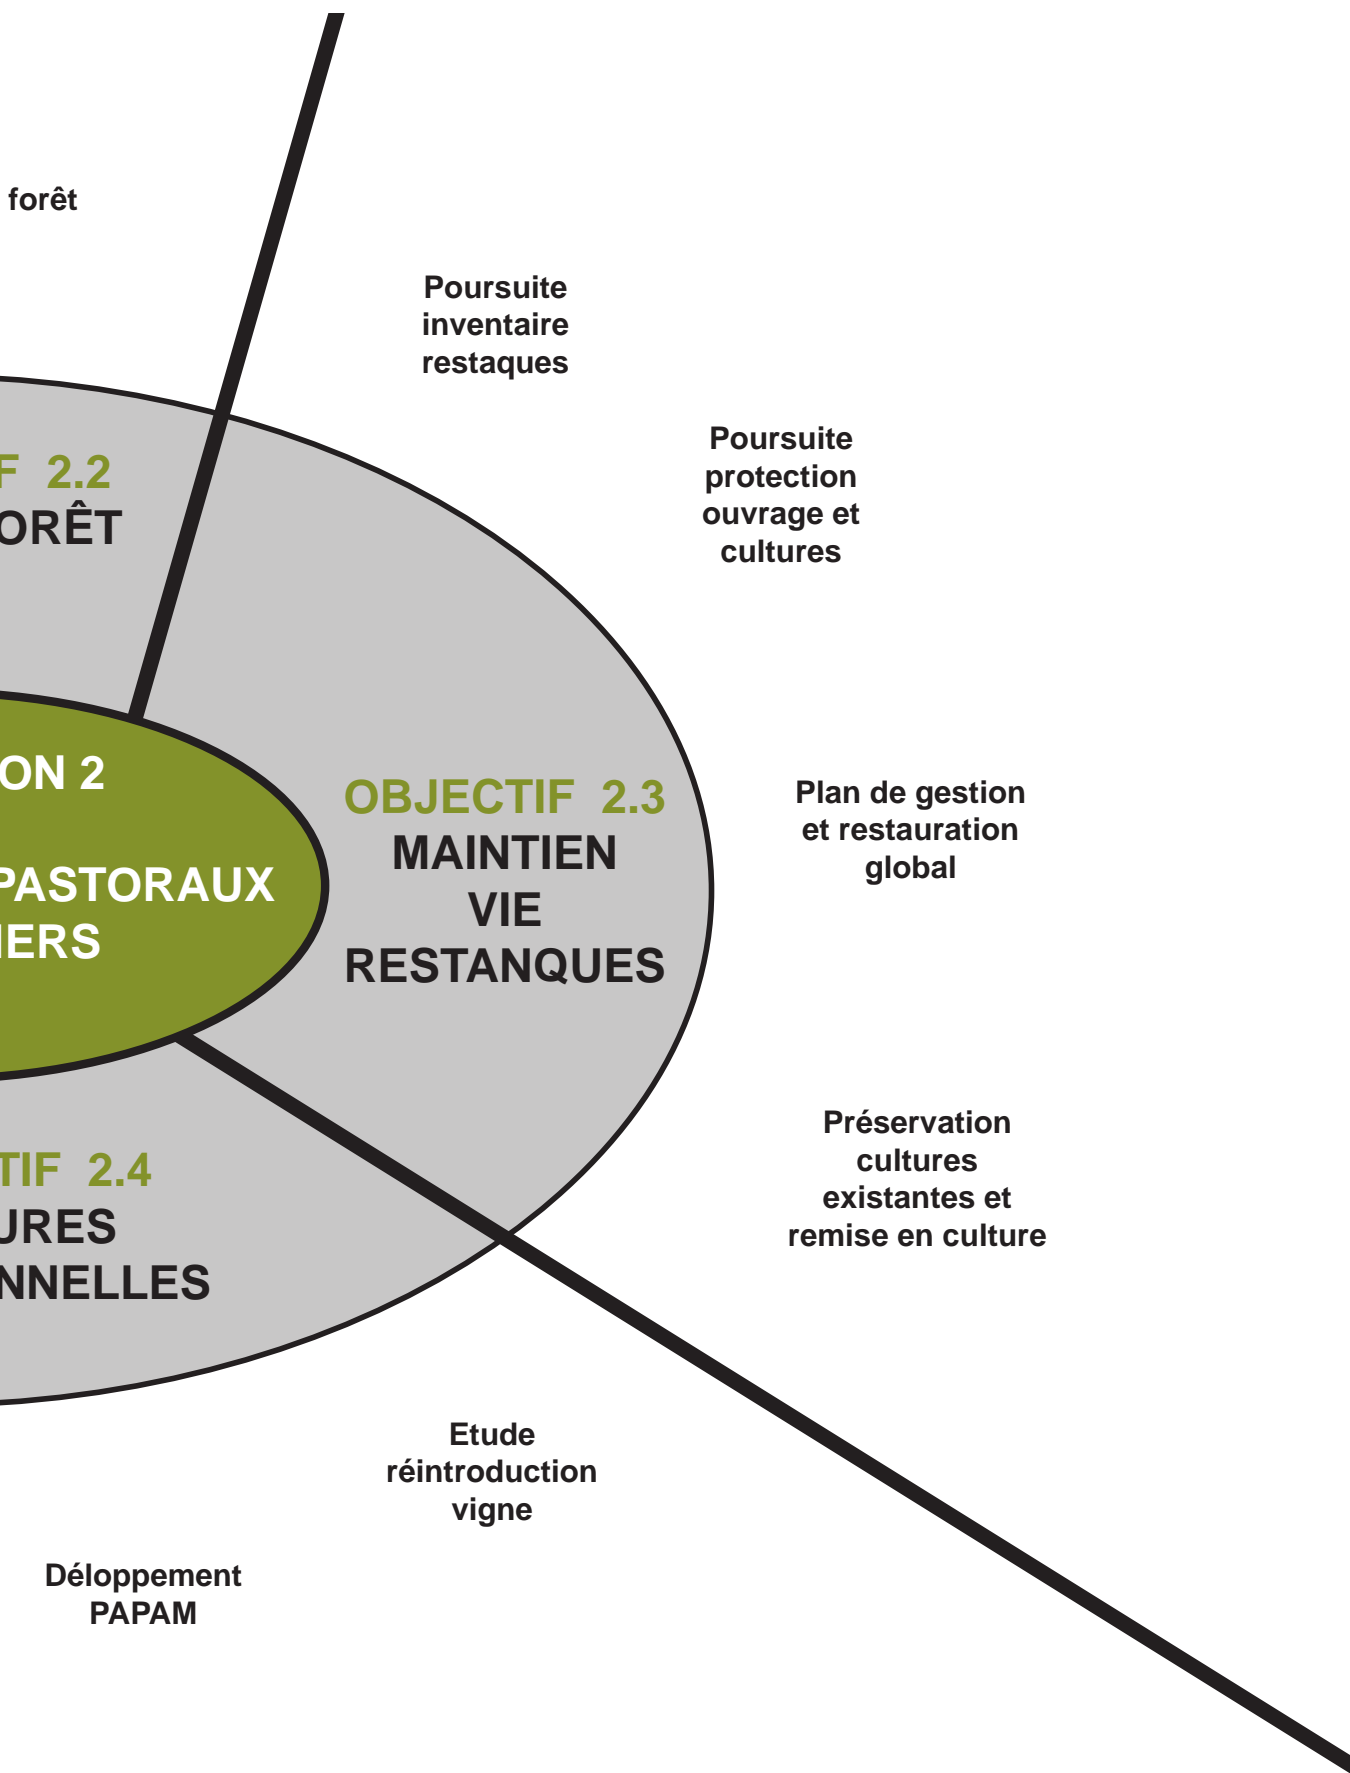 forêt
Poursuite
inventaire
restaques
Poursuite
protection
ouvrage et
cultures
F 2.2
ORÊT
ON 2
PASTORAUX
IERS
OBJECTIF 2.3
MAINTIEN
VIE
RESTANQUES
Plan de gestion
et restauration
global
Préservation
cultures
existantes et
remise en culture
TIF 2.4
URES
NNELLES
Etude
réintroduction
vigne
Déloppement
PAPAM